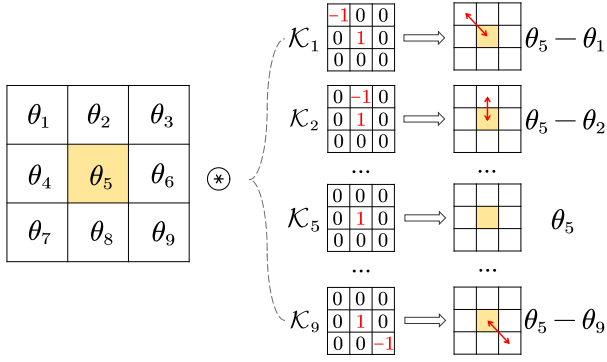 θ₁ θ₂ θ₃
θ₄ θ₅ θ₆
θ₇ θ₈ θ₉
⊛
𝒦₁
-1 0 0
0 1 0
0 0 0
θ₅ − θ₁
𝒦₂
0 -1 0
0 1 0
0 0 0
θ₅ − θ₂
... ...
𝒦₅
0 0 0
0 1 0
0 0 0
θ₅
... ...
𝒦₉
0 0 0
0 1 0
0 0 -1
θ₅ − θ₉